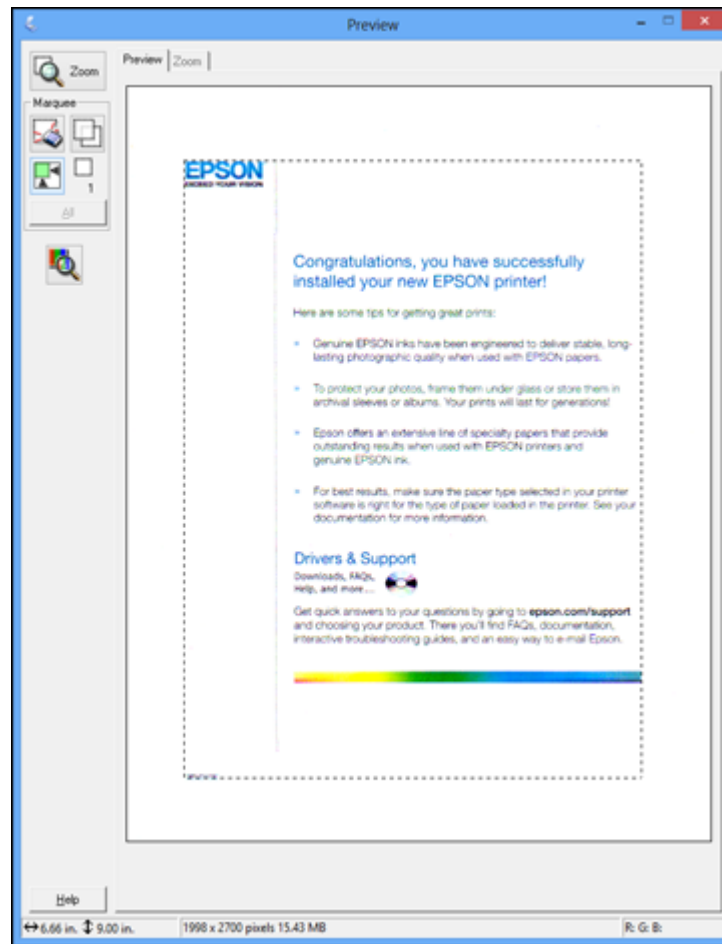 Preview
Zoom
Preview Zoom
Marquee
1
All
EPSON
EXCEED YOUR VISION
Congratulations, you have successfully
installed your new EPSON printer!
Here are some tips for getting great prints:
Genuine EPSON inks have been engineered to deliver stable, long-
lasting photographic quality when used with EPSON papers.
To protect your photos, frame them under glass or store them in
archival sleeves or albums. Your prints will last for generations!
Epson offers an extensive line of specialty papers that provide
outstanding results when used with EPSON printers and
genuine EPSON ink.
For best results, make sure the paper type selected in your printer
software is right for the type of paper loaded in the printer. See your
documentation for more information.
Drivers & Support
Downloads, FAQs,
Help, and more...
Get quick answers to your questions by going to epson.com/support
and choosing your product. There you'll find FAQs, documentation,
interactive troubleshooting guides, and an easy way to e-mail Epson.
Help
6.66 in. 9.00 in. 1998 x 2700 pixels 15.43 MB R: G: B: